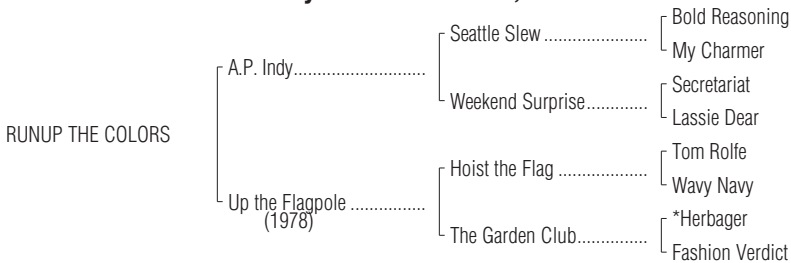 Bold Reasoning
Seattle Slew
My Charmer
A.P. Indy
Secretariat
Weekend Surprise
Lassie Dear
RUNUP THE COLORS
Tom Rolfe
Hoist the Flag
Wavy Navy
Up the Flagpole
(1978)
*Herbager
The Garden Club
Fashion Verdict